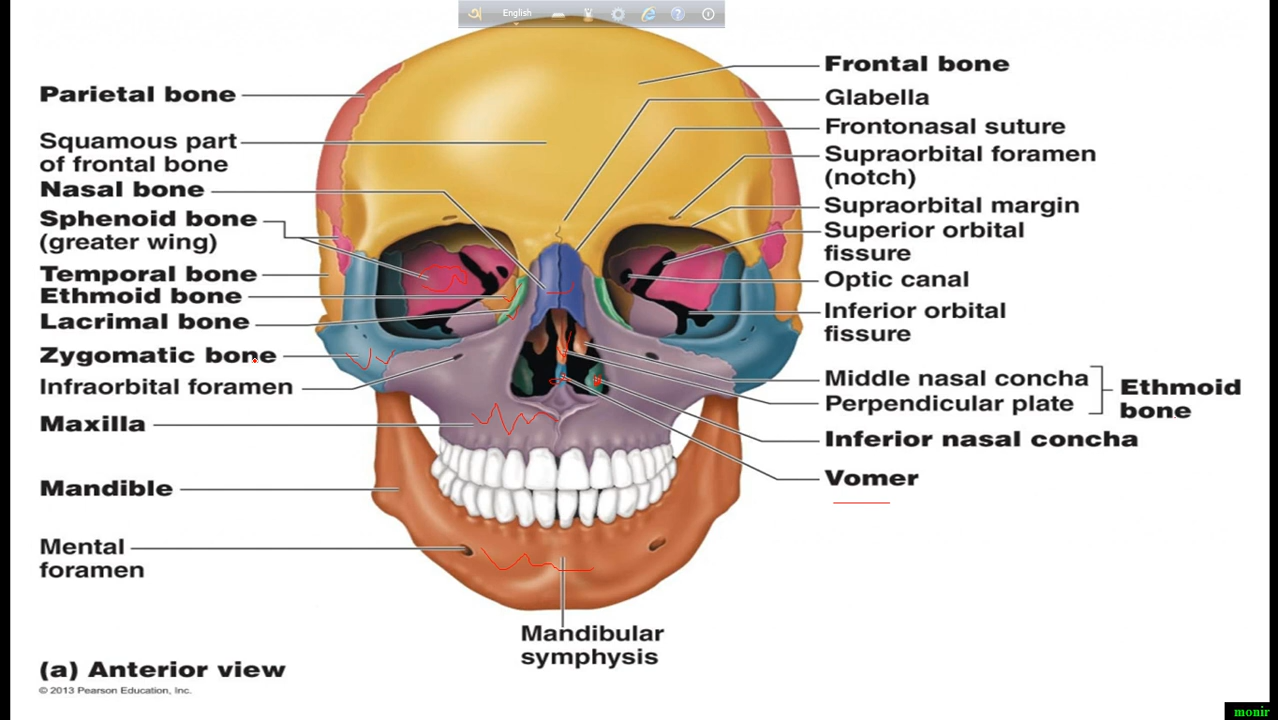 অ English
Parietal bone
Squamous part
of frontal bone
Nasal bone
Sphenoid bone
(greater wing)
Temporal bone
Ethmoid bone
Lacrimal bone
Zygomatic bone
Infraorbital foramen
Maxilla
Mandible
Mental
foramen
Frontal bone
Glabella
Frontonasal suture
Supraorbital foramen
(notch)
Supraorbital margin
Superior orbital
fissure
Optic canal
Inferior orbital
fissure
Middle nasal concha
Perpendicular plate
Ethmoid
bone
Inferior nasal concha
Vomer
Mandibular
symphysis
(a) Anterior view
© 2013 Pearson Education, Inc.
monir